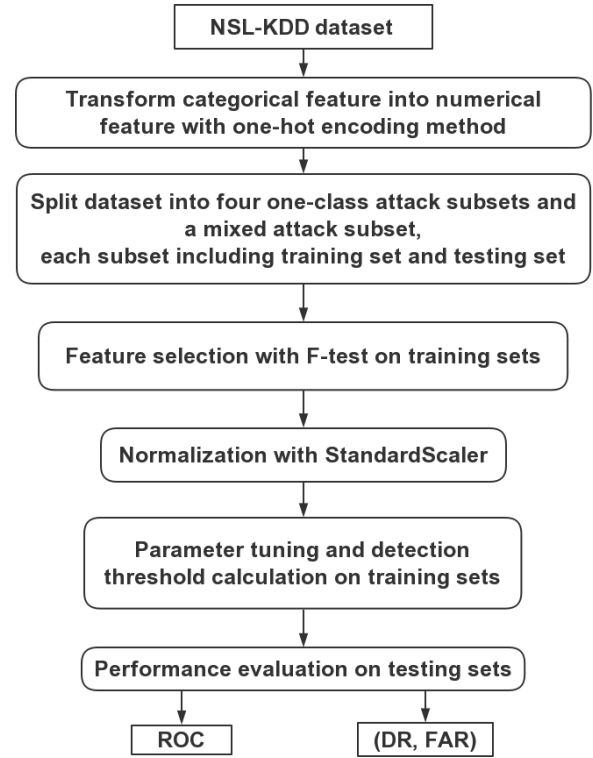 NSL-KDD dataset
Transform categorical feature into numerical
feature with one-hot encoding method
Split dataset into four one-class attack subsets and
a mixed attack subset,
each subset including training set and testing set
Feature selection with F-test on training sets
Normalization with StandardScaler
Parameter tuning and detection
threshold calculation on training sets
Performance evaluation on testing sets
ROC
(DR, FAR)